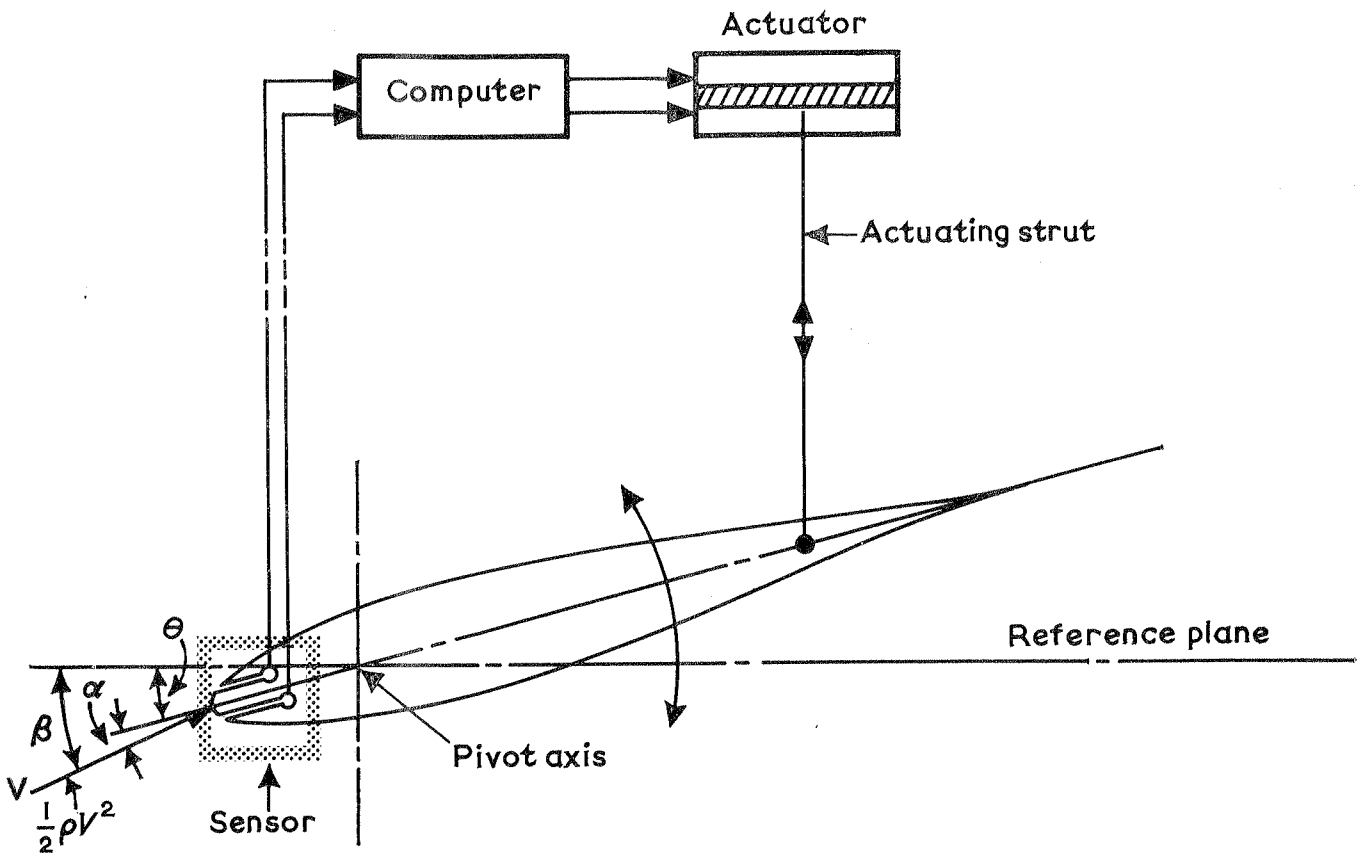 Actuator
Computer
Actuating strut
Reference plane
θ
α
β
Pivot axis
V
½ρV²
Sensor